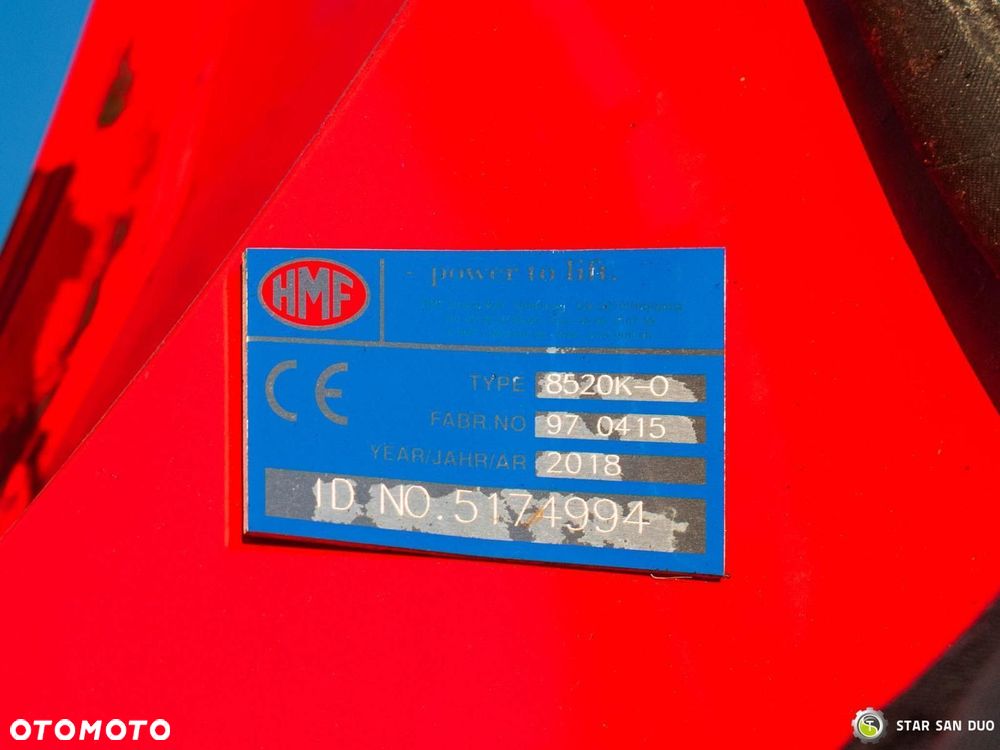 HMF
- power to lift.
CE
TYPE 8520K-0
FABR.NO 97 0415
YEAR/JAHR/ÅR 2018
ID NO.5174994
OTOMOTO
STAR SAN DUO